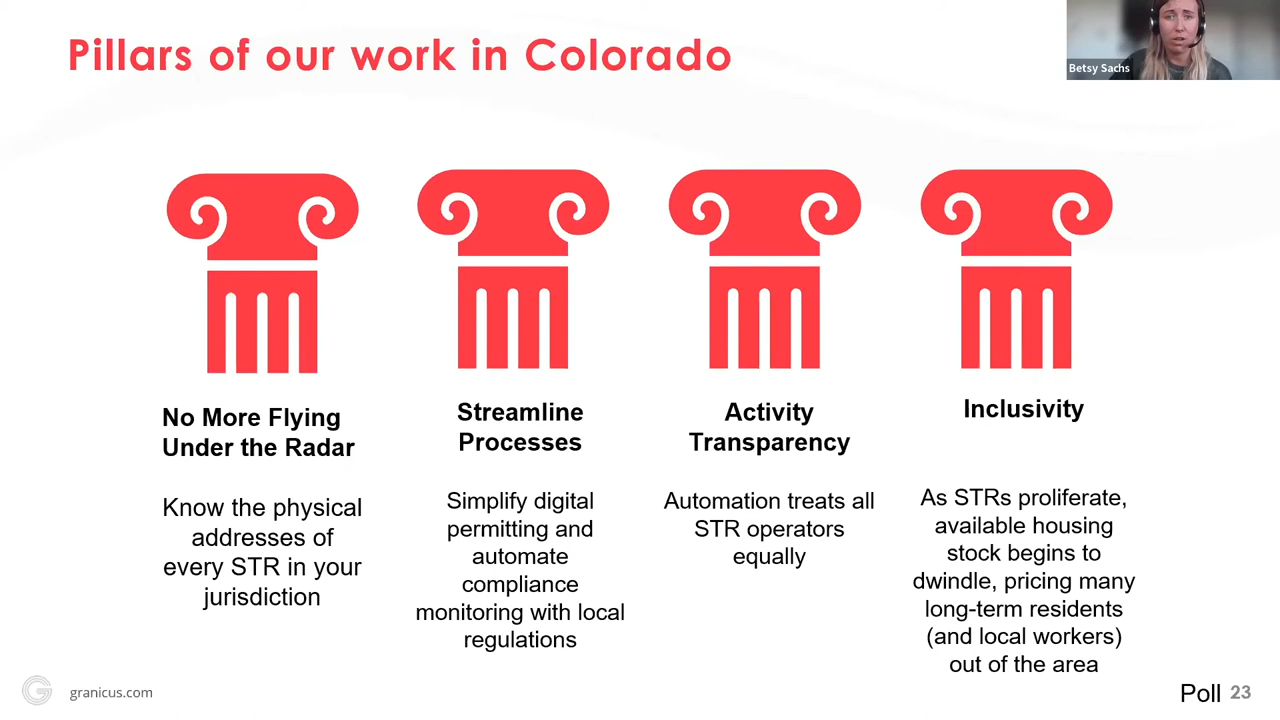 Pillars of our work in Colorado
Betsy Sachs
No More Flying
Under the Radar
Know the physical
addresses of
every STR in your
jurisdiction
Streamline
Processes
Simplify digital
permitting and
automate
compliance
monitoring with local
regulations
Activity
Transparency
Automation treats all
STR operators
equally
Inclusivity
As STRs proliferate,
available housing
stock begins to
dwindle, pricing many
long-term residents
(and local workers)
out of the area
granicus.com
Poll 23